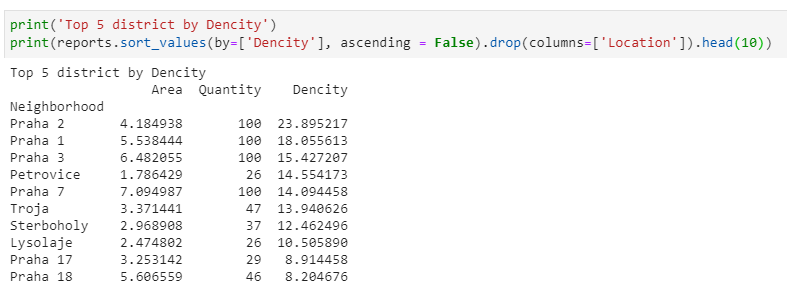 print('Top 5 district by Dencity')
print(reports.sort_values(by=['Dencity'], ascending = False).drop(columns=['Location']).head(10))
Top 5 district by Dencity
Area Quantity Dencity
Neighborhood
Praha 2 4.184938 100 23.895217
Praha 1 5.538444 100 18.055613
Praha 3 6.482055 100 15.427207
Petrovice 1.786429 26 14.554173
Praha 7 7.094987 100 14.094458
Troja 3.371441 47 13.940626
Sterboholy 2.968908 37 12.462496
Lysolaje 2.474802 26 10.505890
Praha 17 3.253142 29 8.914458
Praha 18 5.606559 46 8.204676